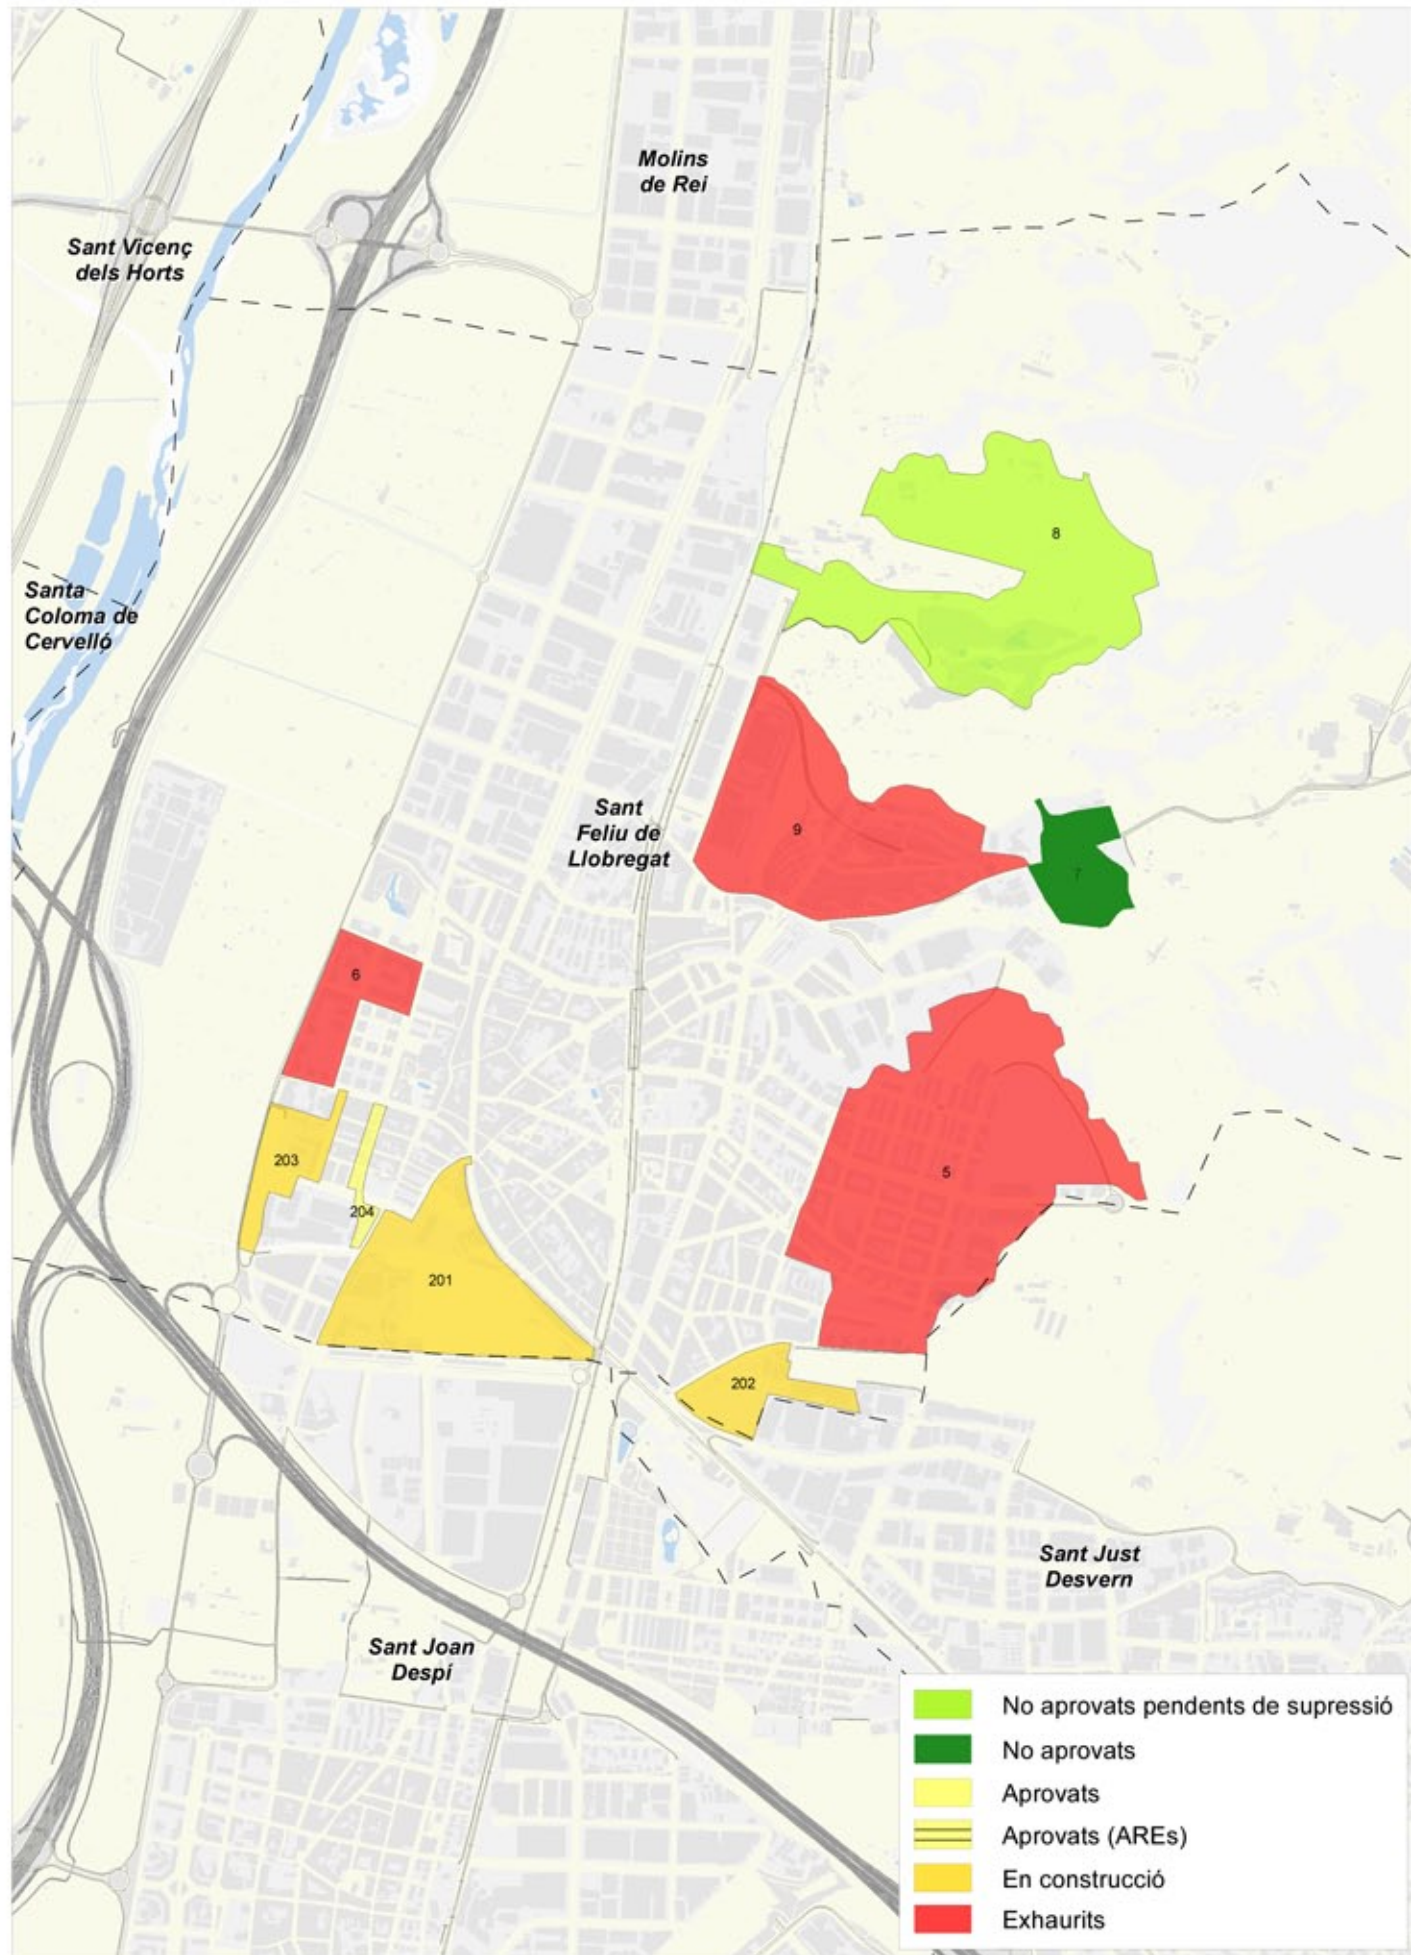 Molins
de Rei
Sant Vicenç
dels Horts
8
Santa
Coloma de
Cervelló
Sant
Feliu de
Llobregat
9
7
6
5
203
204
201
202
Sant Just
Desvern
Sant Joan
Despí
No aprovats pendents de supressió
No aprovats
Aprovats
Aprovats (AREs)
En construcció
Exhaurits